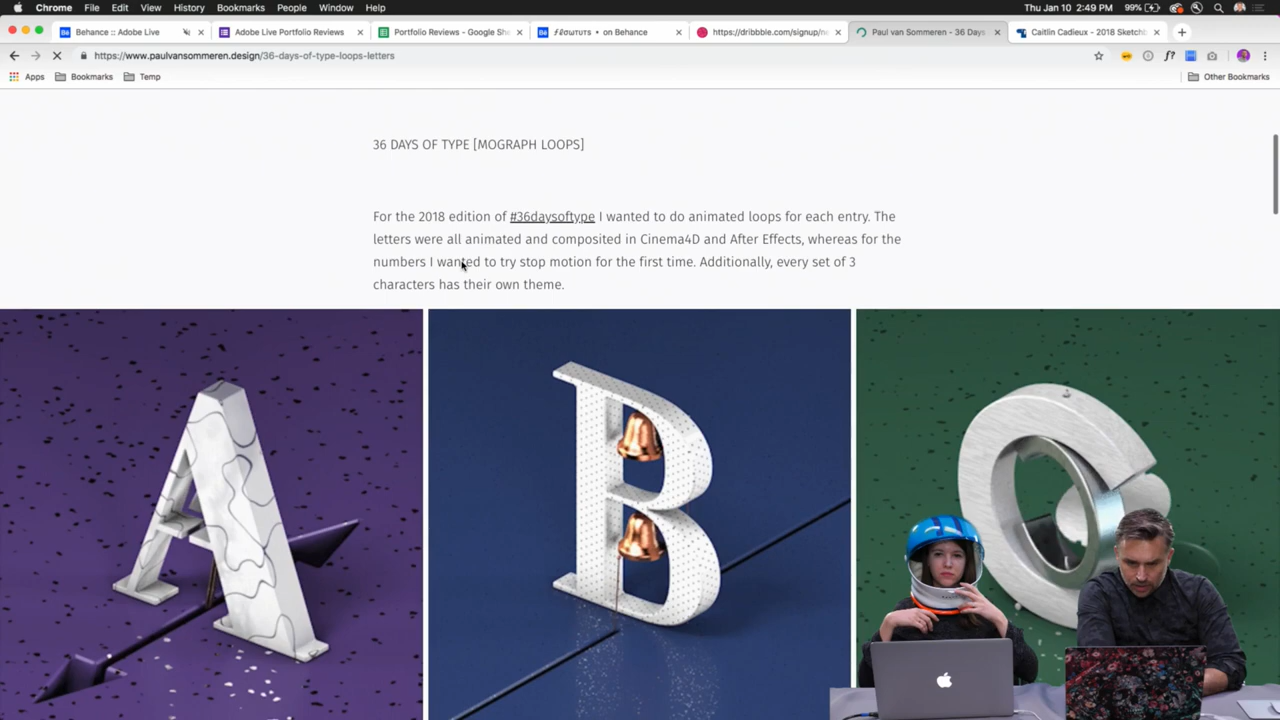 Chrome File Edit View History Bookmarks People Window Help Thu Jan 10 2:49 PM 99%
Behance :: Adobe Live
Adobe Live Portfolio Reviews
Portfolio Reviews - Google She
• on Behance
https://dribbble.com/signup/ne
Paul van Sommeren - 36 Days
Caitlin Cadieux - 2018 Sketchb
https://www.paulvansommeren.design/36-days-of-type-loops-letters
f?
Apps Bookmarks Temp Other Bookmarks
36 DAYS OF TYPE [MOGRAPH LOOPS]
For the 2018 edition of #36daysoftype I wanted to do animated loops for each entry. The
letters were all animated and composited in Cinema4D and After Effects, whereas for the
numbers I wanted to try stop motion for the first time. Additionally, every set of 3
characters has their own theme.
A B C